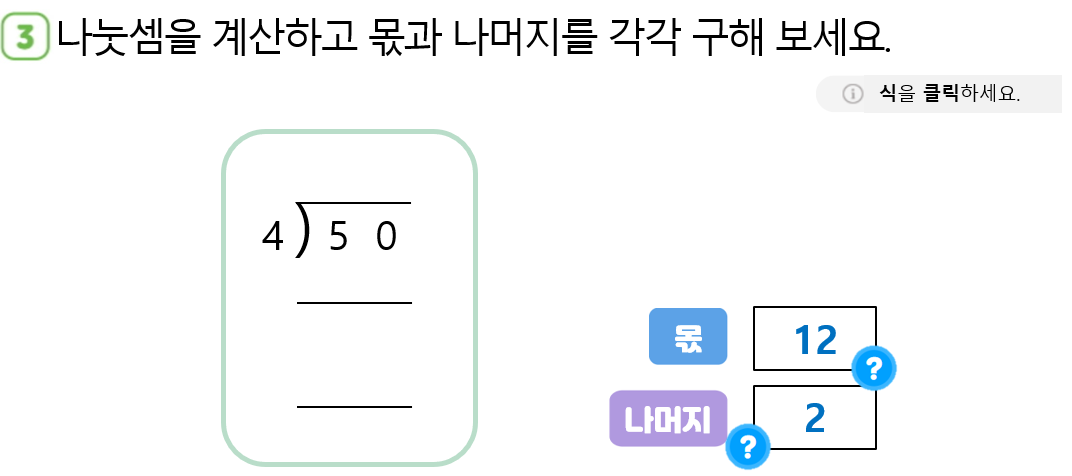 3 나눗셈을 계산하고 몫과 나머지를 각각 구해 보세요.
식을 클릭하세요.
4 ) 5 0
몫 12 ?
나머지 ? 2